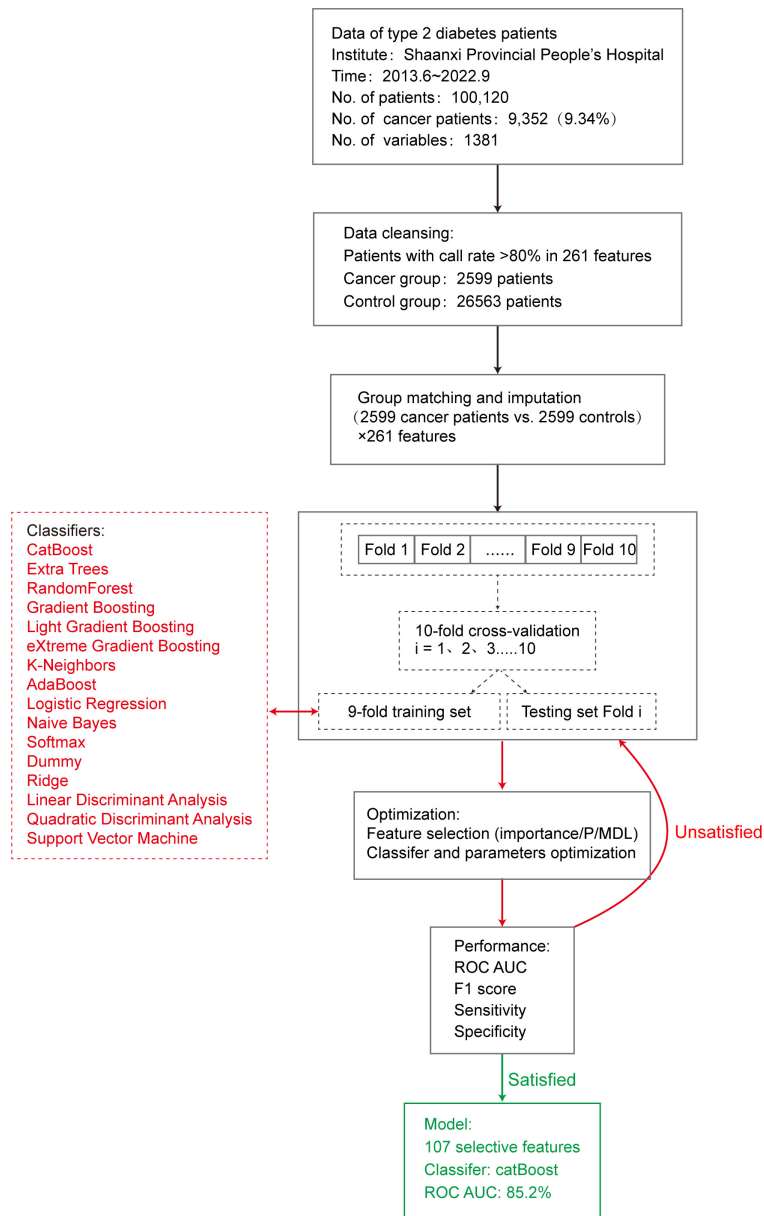 Data of type 2 diabetes patients
Institute：Shaanxi Provincial People's Hospital
Time：2013.6~2022.9
No. of patients：100,120
No. of cancer patients：9,352（9.34%）
No. of variables：1381
Data cleansing:
Patients with call rate >80% in 261 features
Cancer group：2599 patients
Control group：26563 patients
Group matching and imputation
（2599 cancer patients vs. 2599 controls）
×261 features
Fold 1
Fold 2
......
Fold 9
Fold 10
10-fold cross-validation
i = 1、2、3.....10
9-fold training set
Testing set Fold i
Classifiers:
CatBoost
Extra Trees
RandomForest
Gradient Boosting
Light Gradient Boosting
eXtreme Gradient Boosting
K-Neighbors
AdaBoost
Logistic Regression
Naive Bayes
Softmax
Dummy
Ridge
Linear Discriminant Analysis
Quadratic Discriminant Analysis
Support Vector Machine
Optimization:
Feature selection (importance/P/MDL)
Classifer and parameters optimization
Unsatisfied
Performance:
ROC AUC
F1 score
Sensitivity
Specificity
Satisfied
Model:
107 selective features
Classifer: catBoost
ROC AUC: 85.2%